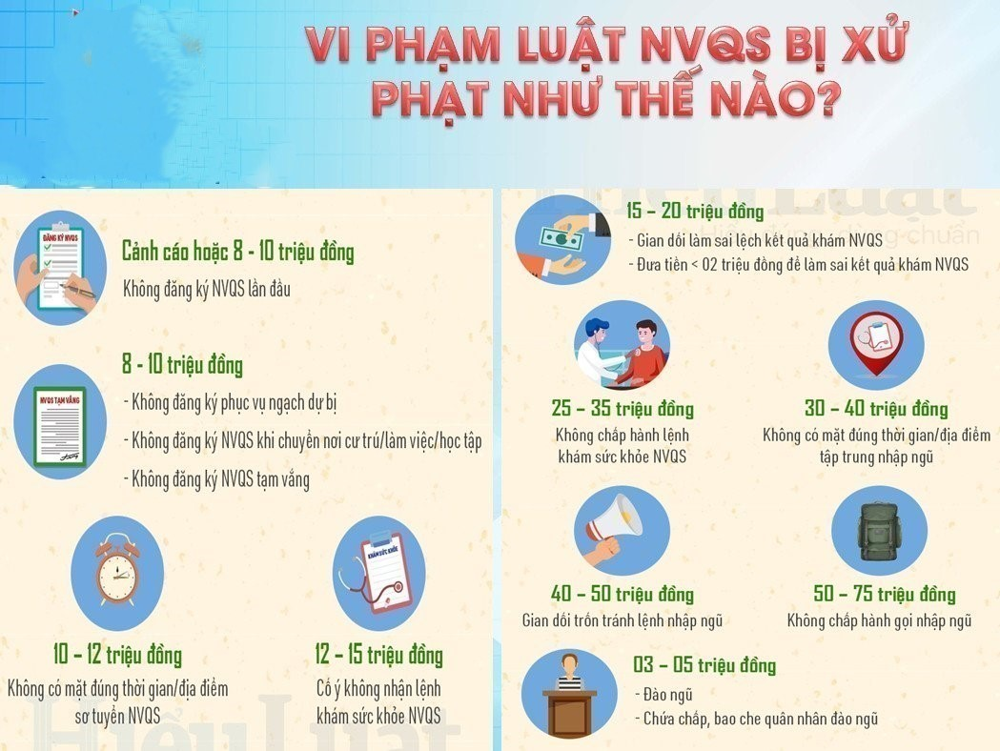 VI PHẠM LUẬT NVQS BỊ XỬ
PHẠT NHƯ THẾ NÀO?
ĐĂNG KÝ NVQS
Cảnh cáo hoặc 8 - 10 triệu đồng
Không đăng ký NVQS lần đầu
NVQS TẠM VẮNG
8 - 10 triệu đồng
- Không đăng ký phục vụ ngạch dự bị
- Không đăng ký NVQS khi chuyển nơi cư trú/làm việc/học tập
- Không đăng ký NVQS tạm vắng
10 – 12 triệu đồng
Không có mặt đúng thời gian/địa điểm
sơ tuyển NVQS
KHÁM SỨC KHỎE
12 – 15 triệu đồng
Cố ý không nhận lệnh
khám sức khỏe NVQS
Hiểu Luật
Hiểu Luật
15 – 20 triệu đồng
- Gian dối làm sai lệch kết quả khám NVQS
- Đưa tiền < 02 triệu đồng để làm sai kết quả khám NVQS
25 – 35 triệu đồng
Không chấp hành lệnh
khám sức khỏe NVQS
30 – 40 triệu đồng
Không có mặt đúng thời gian/địa điểm
tập trung nhập ngũ
40 – 50 triệu đồng
Gian dối trốn tránh lệnh nhập ngũ
50 – 75 triệu đồng
Không chấp hành gọi nhập ngũ
03 – 05 triệu đồng
- Đào ngũ
- Chứa chấp, bao che quân nhân đào ngũ